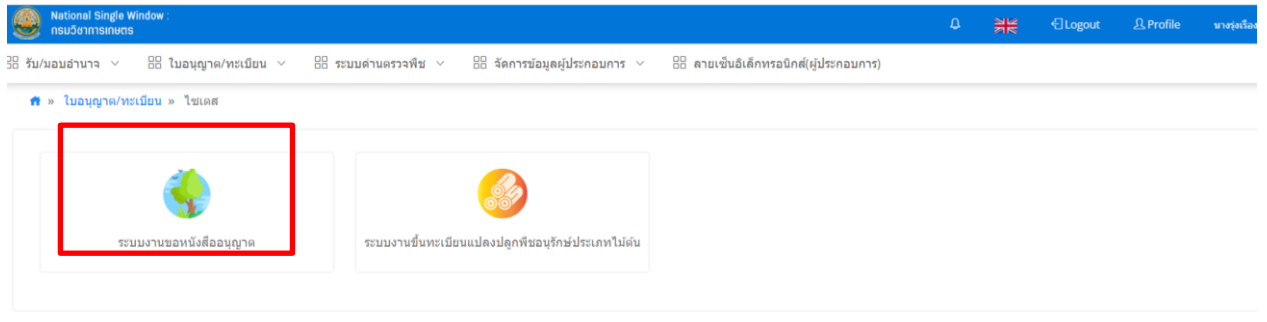 National Single Window :
กรมวิชาการเกษตร
Logout
Profile
นางรุ่งเรือง
รับ/มอบอำนาจ
ใบอนุญาต/ทะเบียน
ระบบด่านตรวจพืช
จัดการข้อมูลผู้ประกอบการ
ลายเซ็นอิเล็กทรอนิกส์(ผู้ประกอบการ)
» ใบอนุญาต/ทะเบียน » ไซเตส
ระบบงานขอหนังสืออนุญาต
ระบบงานขึ้นทะเบียนแปลงปลูกพืชอนุรักษ์ประเภทไม้ต้น